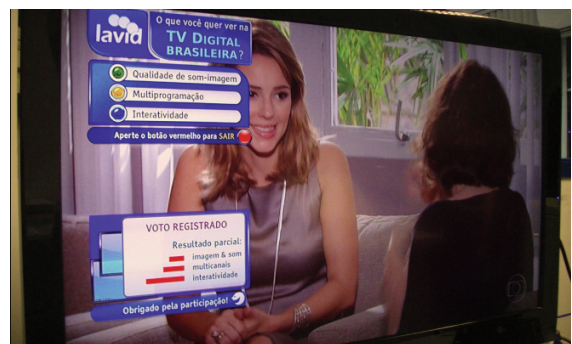 lavid
O que você quer ver na
TV DIGITAL
BRASILEIRA?
Qualidade de som-imagem
Multiprogramação
Interatividade
Aperte o botão vermelho para SAIR
VOTO REGISTRADO
Resultado parcial:
imagem & som
multicanais
interatividade
Obrigado pela participação!